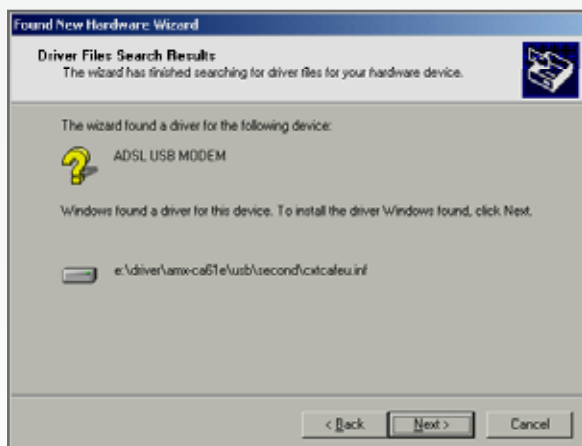 Found New Hardware Wizard
Driver Files Search Results
The wizard has finished searching for driver files for your hardware device.
The wizard found a driver for the following device:
ADSL USB MODEM
Windows found a driver for this device. To install the driver Windows found, click Next.
e:\driver\amx-ca61e\usb\second\cxtcafeu.inf
< Back Next > Cancel